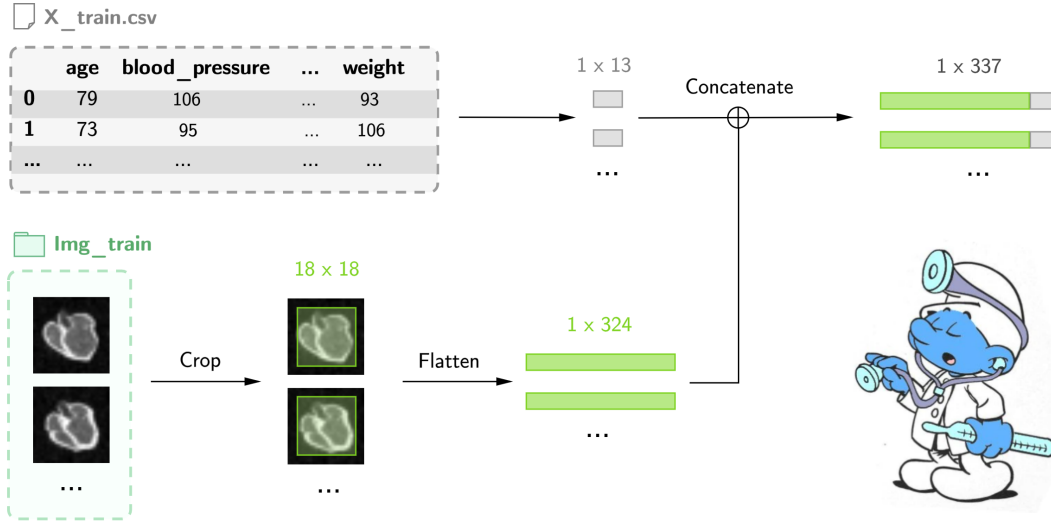 X_train.csv
age blood_pressure ... weight
0 79 106 ... 93
1 73 95 ... 106
... ... ... ... ...
1 x 13
...
Concatenate
1 x 337
...
Img_train
...
Crop
18 x 18
...
Flatten
1 x 324
...